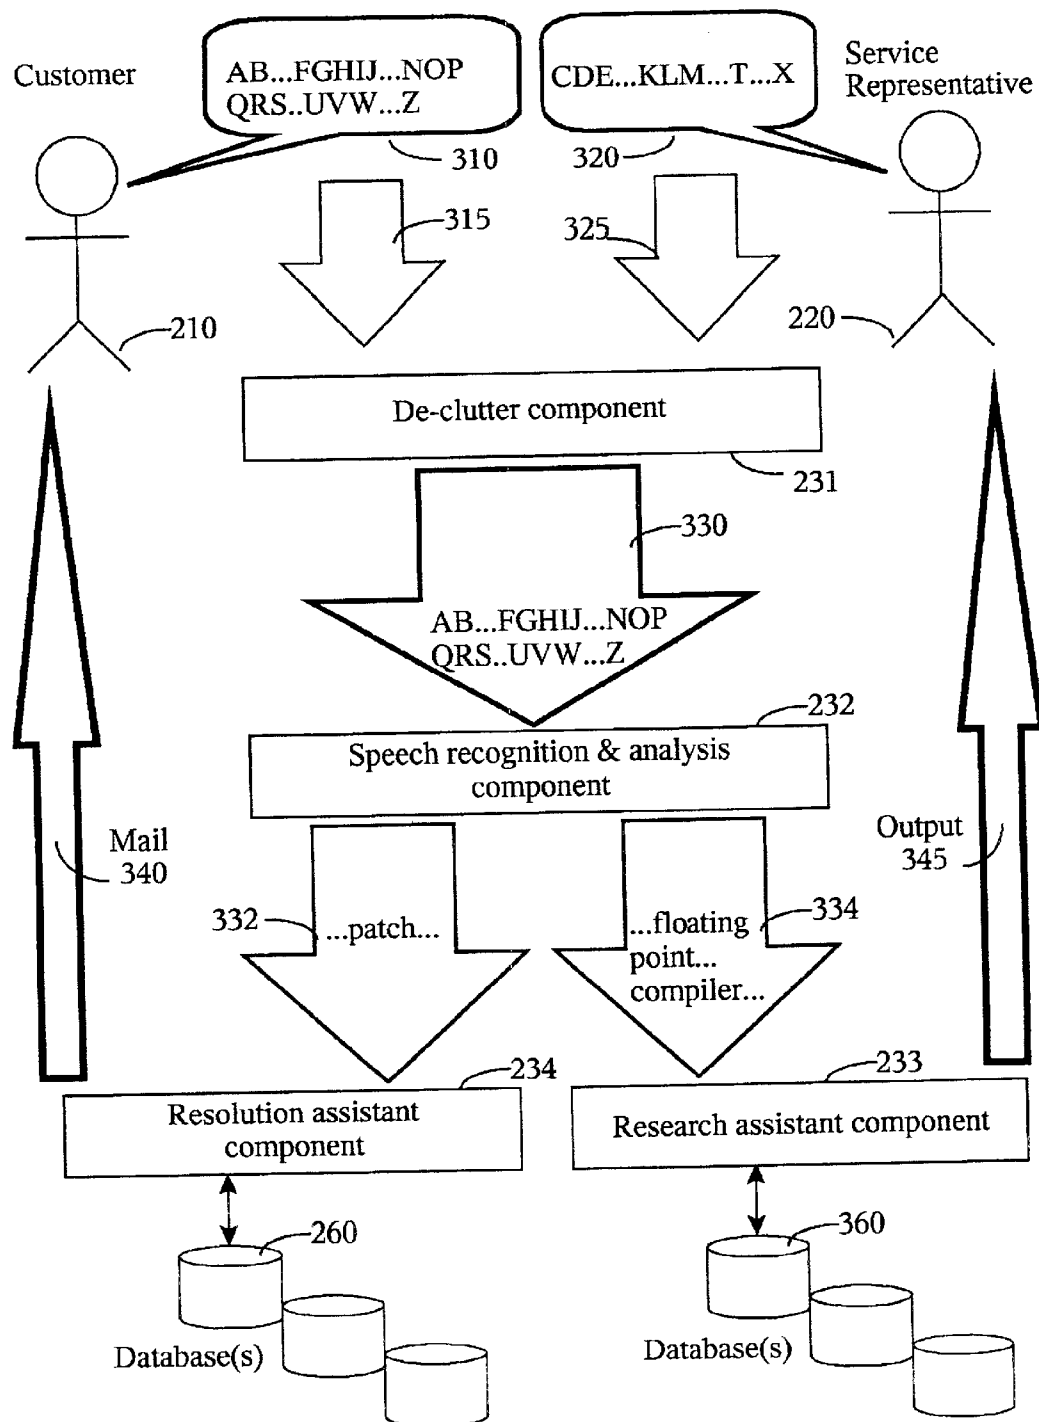 Customer
AB...FGHIJ...NOP
QRS..UVW...Z
CDE...KLM...T...X
Service
Representative
310
320
315
325
210
220
De-clutter component
231
330
AB...FGHIJ...NOP
QRS..UVW...Z
232
Speech recognition & analysis
component
Mail
340
Output
345
332
...patch...
...floating
point...
compiler...
334
234
Resolution assistant
component
233
Research assistant component
260
Database(s)
360
Database(s)